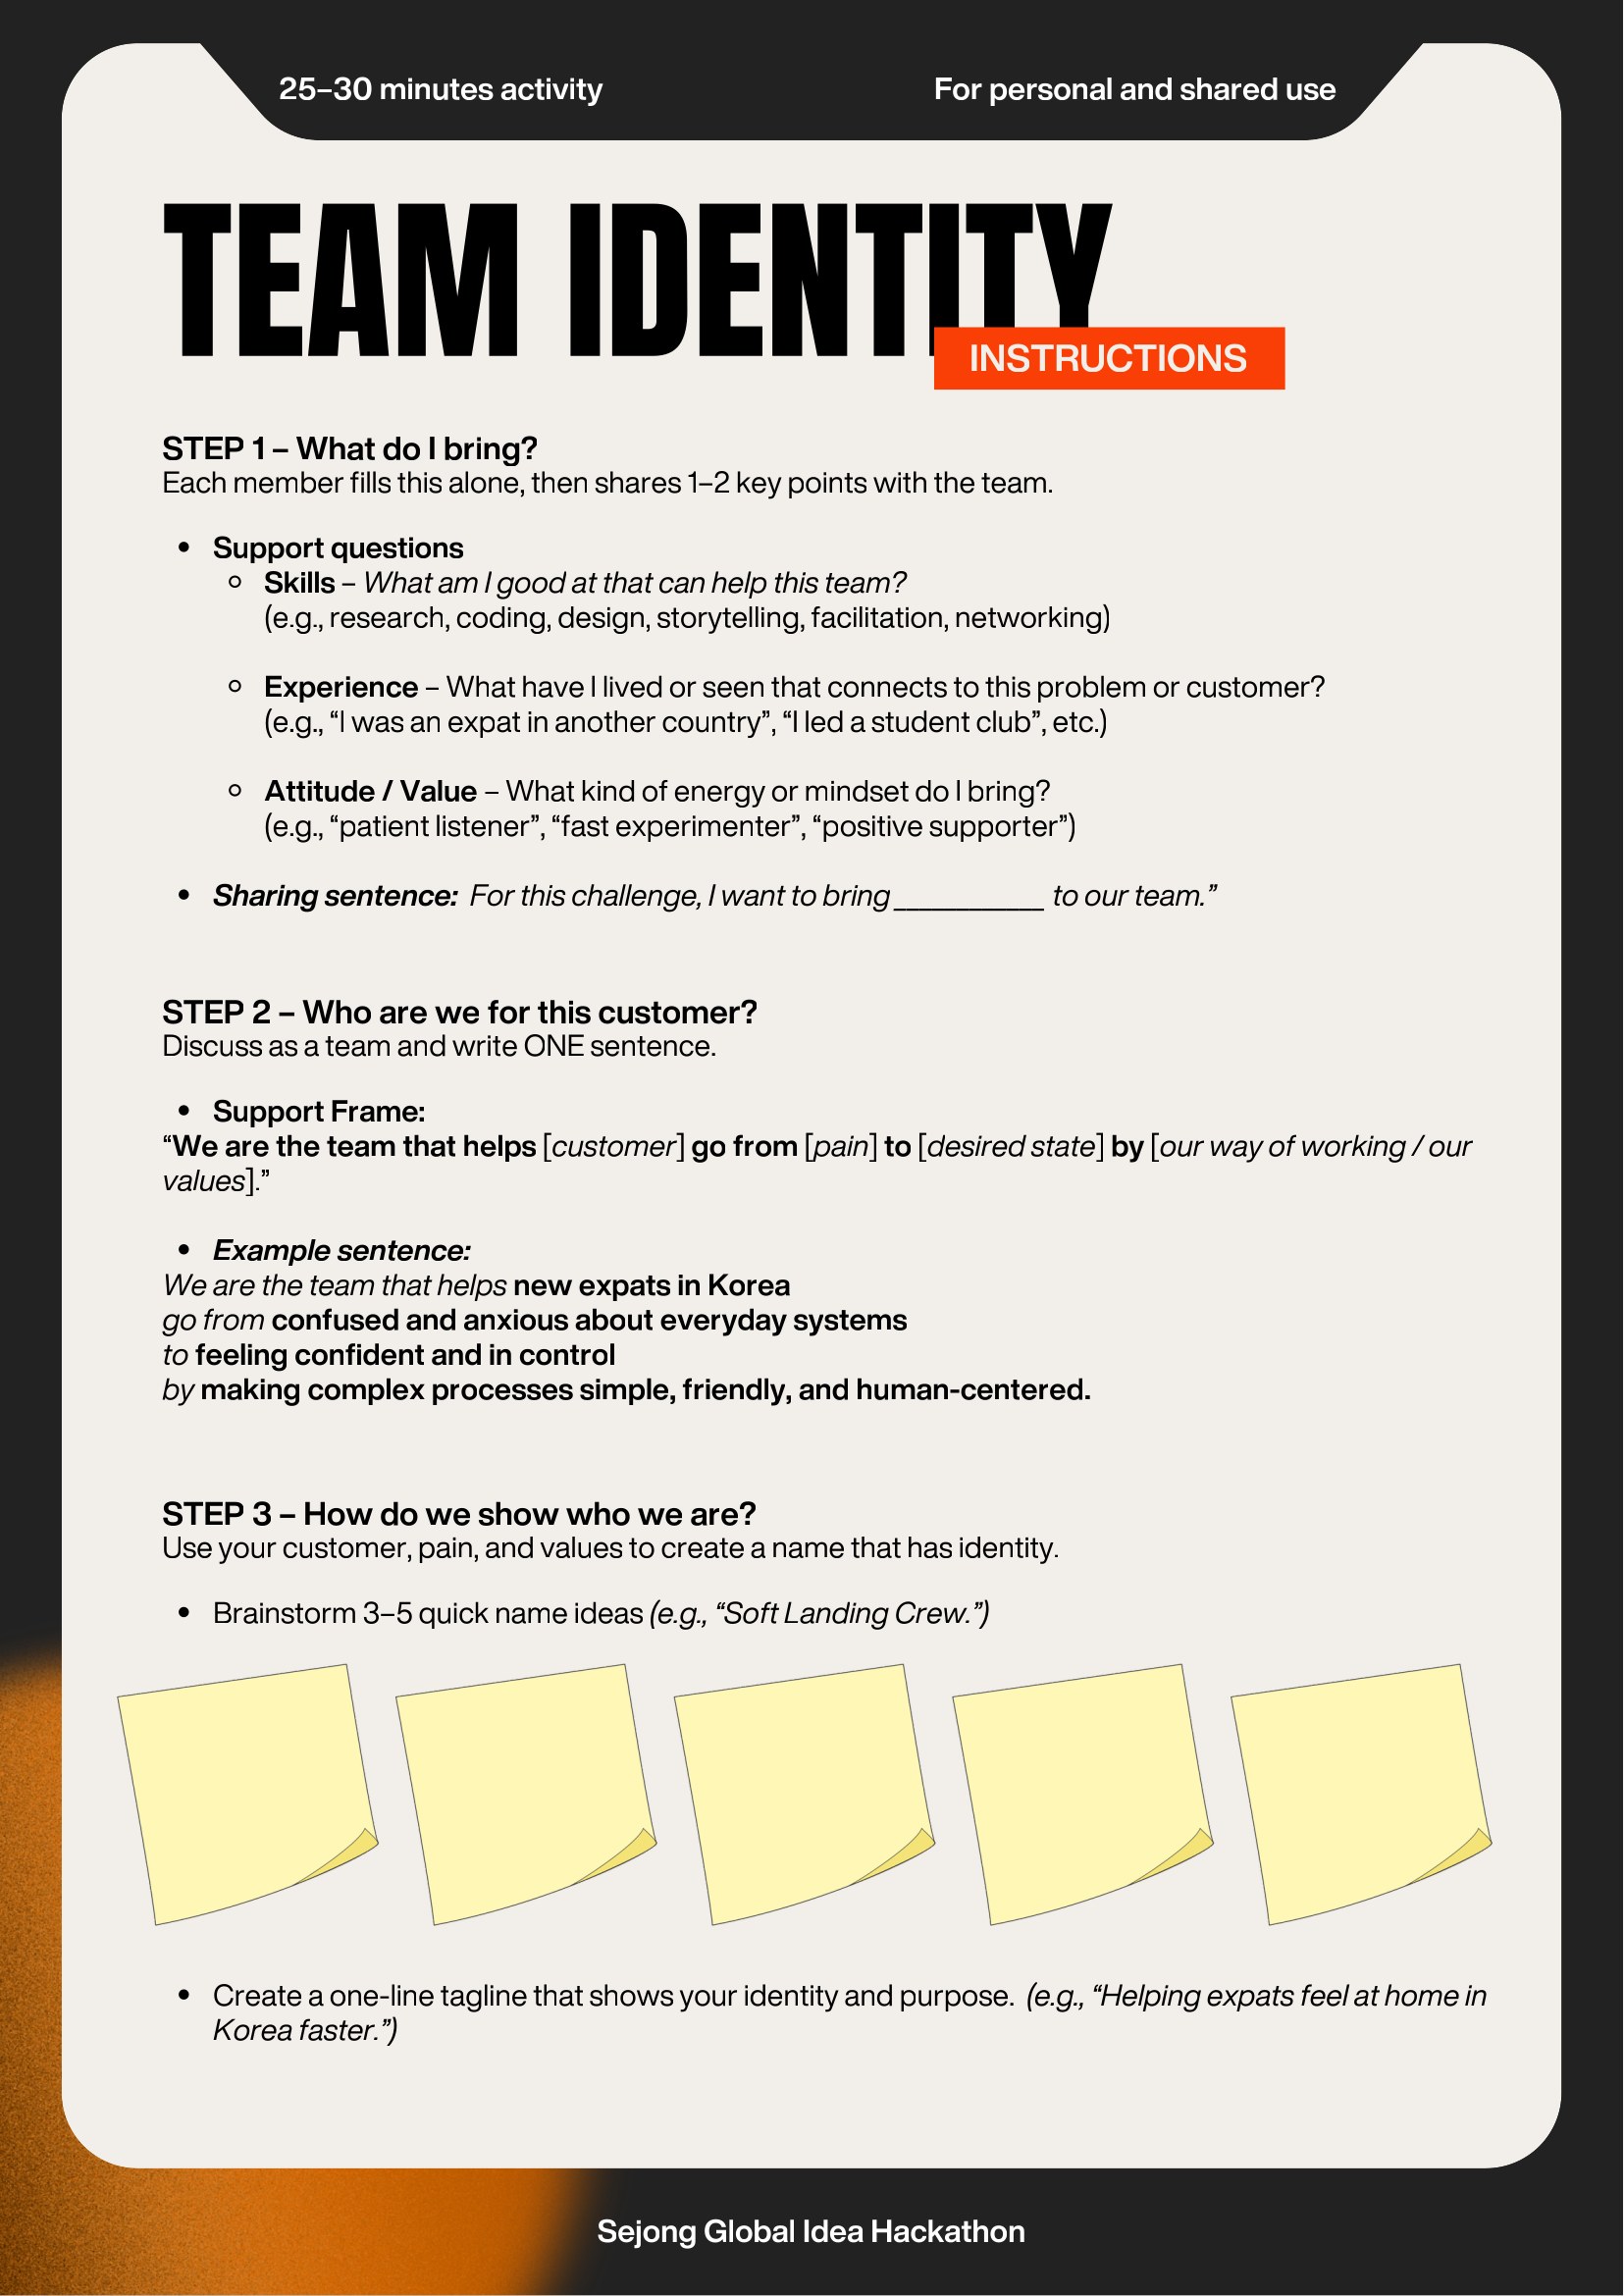 25–30 minutes activity
For personal and shared use
TEAM IDENTITY
INSTRUCTIONS
STEP 1 – What do I bring?
Each member fills this alone, then shares 1–2 key points with the team.
• Support questions
○ Skills – What am I good at that can help this team?
(e.g., research, coding, design, storytelling, facilitation, networking)
○ Experience – What have I lived or seen that connects to this problem or customer?
(e.g., “I was an expat in another country”, “I led a student club”, etc.)
○ Attitude / Value – What kind of energy or mindset do I bring?
(e.g., “patient listener”, “fast experimenter”, “positive supporter”)
• Sharing sentence: For this challenge, I want to bring __________ to our team.”
STEP 2 – Who are we for this customer?
Discuss as a team and write ONE sentence.
• Support Frame:
“We are the team that helps [customer] go from [pain] to [desired state] by [our way of working / our
values].”
• Example sentence:
We are the team that helps new expats in Korea
go from confused and anxious about everyday systems
to feeling confident and in control
by making complex processes simple, friendly, and human-centered.
STEP 3 – How do we show who we are?
Use your customer, pain, and values to create a name that has identity.
• Brainstorm 3–5 quick name ideas (e.g., “Soft Landing Crew.”)
• Create a one-line tagline that shows your identity and purpose. (e.g., “Helping expats feel at home in
Korea faster.”)
Sejong Global Idea Hackathon